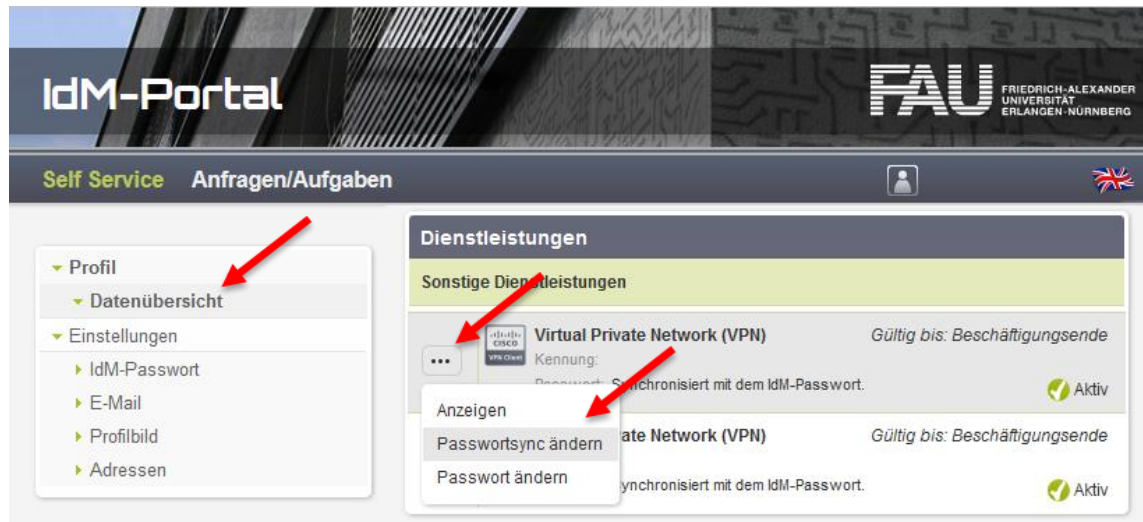 IdM-Portal
FAU
FRIEDRICH-ALEXANDER
UNIVERSITÄT
ERLANGEN-NÜRNBERG
Self Service Anfragen/Aufgaben
Profil
Datenübersicht
Einstellungen
IdM-Passwort
E-Mail
Profilbild
Adressen
Dienstleistungen
Sonstige Dienstleistungen
CISCO
VPN Client
Virtual Private Network (VPN) Gültig bis: Beschäftigungsende
Kennung:
Passwort: Synchronisiert mit dem IdM-Passwort.
Aktiv
Anzeigen
Passwortsync ändern
Passwort ändern
ate Network (VPN) Gültig bis: Beschäftigungsende
ynchronisiert mit dem IdM-Passwort.
Aktiv